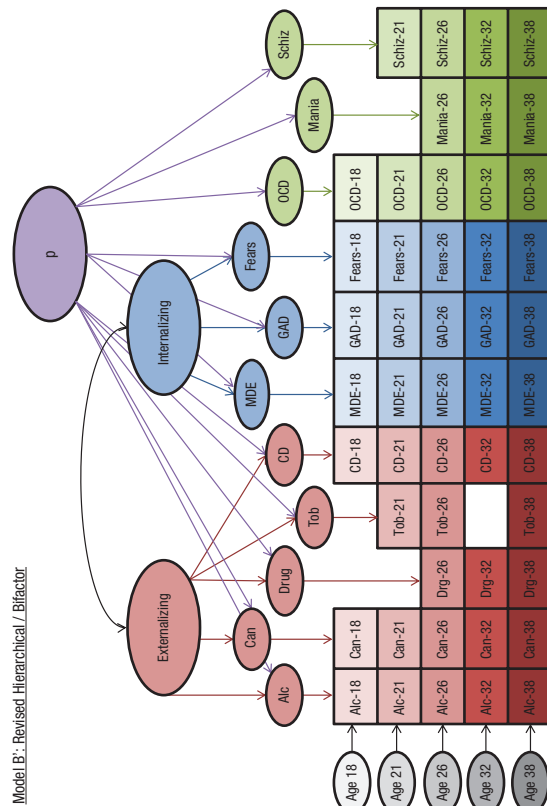 Model B': Revised Hierarchical / Bifactor
p
Externalizing
Internalizing
Alc
Can
Drug
Tob
CD
MDE
GAD
Fears
OCD
Mania
Schiz
Age 18
Alc-18
Can-18
CD-18
MDE-18
GAD-18
Fears-18
OCD-18
Age 21
Alc-21
Can-21
Tob-21
CD-21
MDE-21
GAD-21
Fears-21
OCD-21
Schiz-21
Age 26
Alc-26
Can-26
Drg-26
Tob-26
CD-26
MDE-26
GAD-26
Fears-26
OCD-26
Mania-26
Schiz-26
Age 32
Alc-32
Can-32
Drg-32
CD-32
MDE-32
GAD-32
Fears-32
OCD-32
Mania-32
Schiz-32
Age 38
Alc-38
Can-38
Drg-38
Tob-38
CD-38
MDE-38
GAD-38
Fears-38
OCD-38
Mania-38
Schiz-38